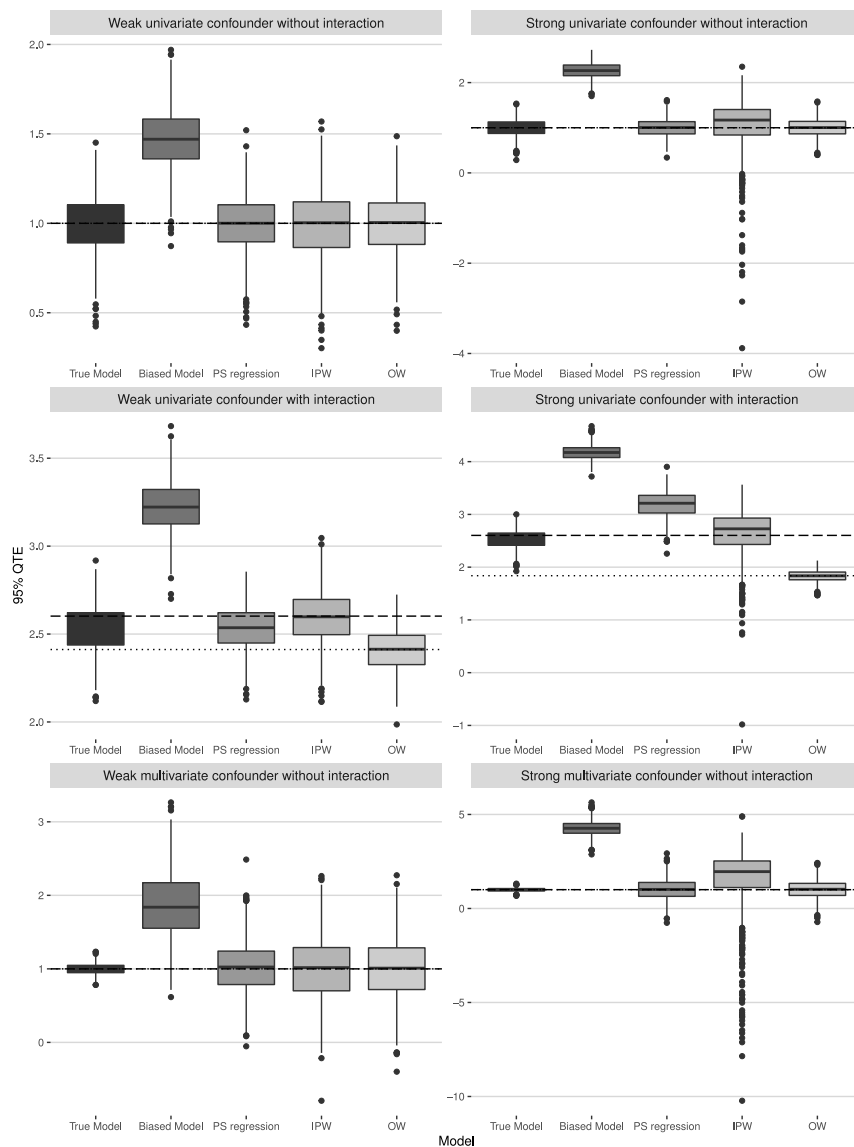 Weak univariate confounder without interaction
2.0
1.5
1.0
0.5
True Model Biased Model PS regression IPW OW
Strong univariate confounder without interaction
2
0
−2
−4
True Model Biased Model PS regression IPW OW
Weak univariate confounder with interaction
3.5
3.0
2.5
2.0
True Model Biased Model PS regression IPW OW
Strong univariate confounder with interaction
4
3
2
1
0
−1
True Model Biased Model PS regression IPW OW
Weak multivariate confounder without interaction
3
2
1
0
True Model Biased Model PS regression IPW OW
Strong multivariate confounder without interaction
5
0
−5
−10
True Model Biased Model PS regression IPW OW
95% QTE
Model